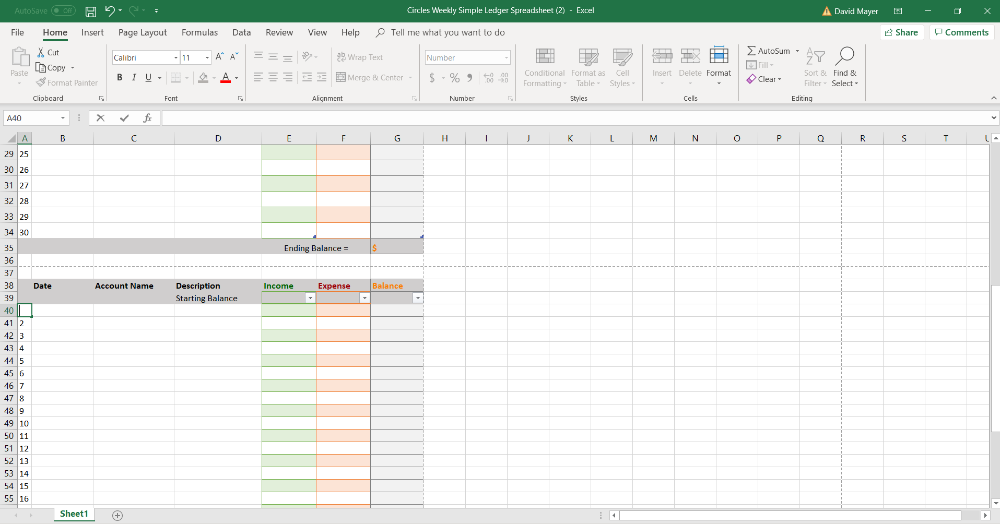 AutoSave Off
Circles Weekly Simple Ledger Spreadsheet (2) - Excel
David Mayer
File Home Insert Page Layout Formulas Data Review View Help Tell me what you want to do
Share Comments
Paste
Cut
Copy
Format Painter
Clipboard
Calibri 11 A A
B I U A
Font
ab Wrap Text
Merge & Center
Alignment
Number
$ % 9 .00 .00
Number
Conditional Formatting
Format as Table
Cell Styles
Styles
Insert Delete Format
Cells
AutoSum
Fill
Clear
Sort & Filter
Find & Select
Editing
A40 fx
A B C D E F G H I J K L M N O P Q R S T U
29 25
30 26
31 27
32 28
33 29
34 30
35 Ending Balance = $
36
37
38 Date Account Name Description Income Expense Balance
39 Starting Balance
40
41 2
42 3
43 4
44 5
45 6
46 7
47 8
48 9
49 10
50 11
51 12
52 13
53 14
54 15
55 16
Sheet1